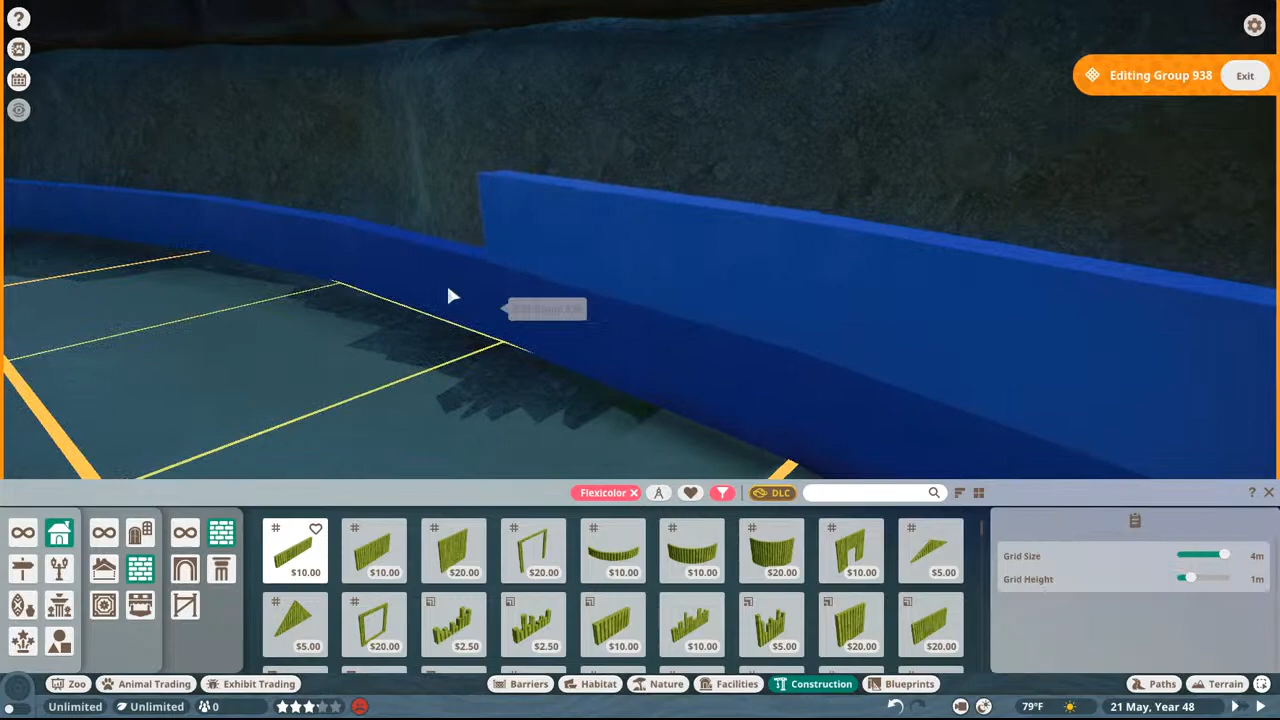 ?
Editing Group 938
Exit
Flexicolor ×
DLC
? ×
$10.00
$10.00
$20.00
$20.00
$10.00
$10.00
$20.00
$10.00
$5.00
$5.00
$20.00
$2.50
$2.50
$10.00
$10.00
$5.00
$20.00
$20.00
Grid Size
4m
Grid Height
1m
Zoo
Animal Trading
Exhibit Trading
Barriers
Habitat
Nature
Facilities
Construction
Blueprints
Paths
Terrain
Unlimited
Unlimited
0
79°F
21 May, Year 48